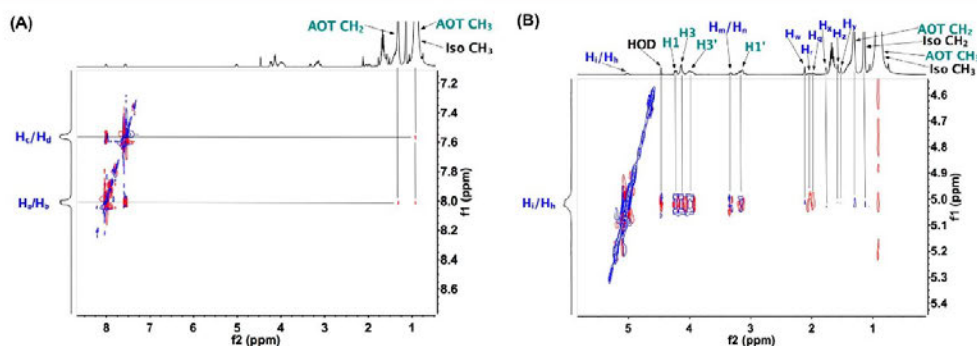 (A)
AOT CH2
AOT CH3
Iso CH3
Hc/Hd
Ha/Hb
7.2
7.4
7.6
7.8
8.0
8.2
8.4
8.6
f1 (ppm)
8 7 6 5 4 3 2 1
f2 (ppm)
(B)
Hi/Hh
HOD
H1
H3
H3'
Hm/Hn
H1'
Hw
Hq
Hx
Hz
AOT CH2
Iso CH2
AOT CH
Iso CH3
Hi/Hh
4.6
4.7
4.8
4.9
5.0
5.1
5.2
5.3
5.4
f1 (ppm)
5 4 3 2 1
f2 (ppm)